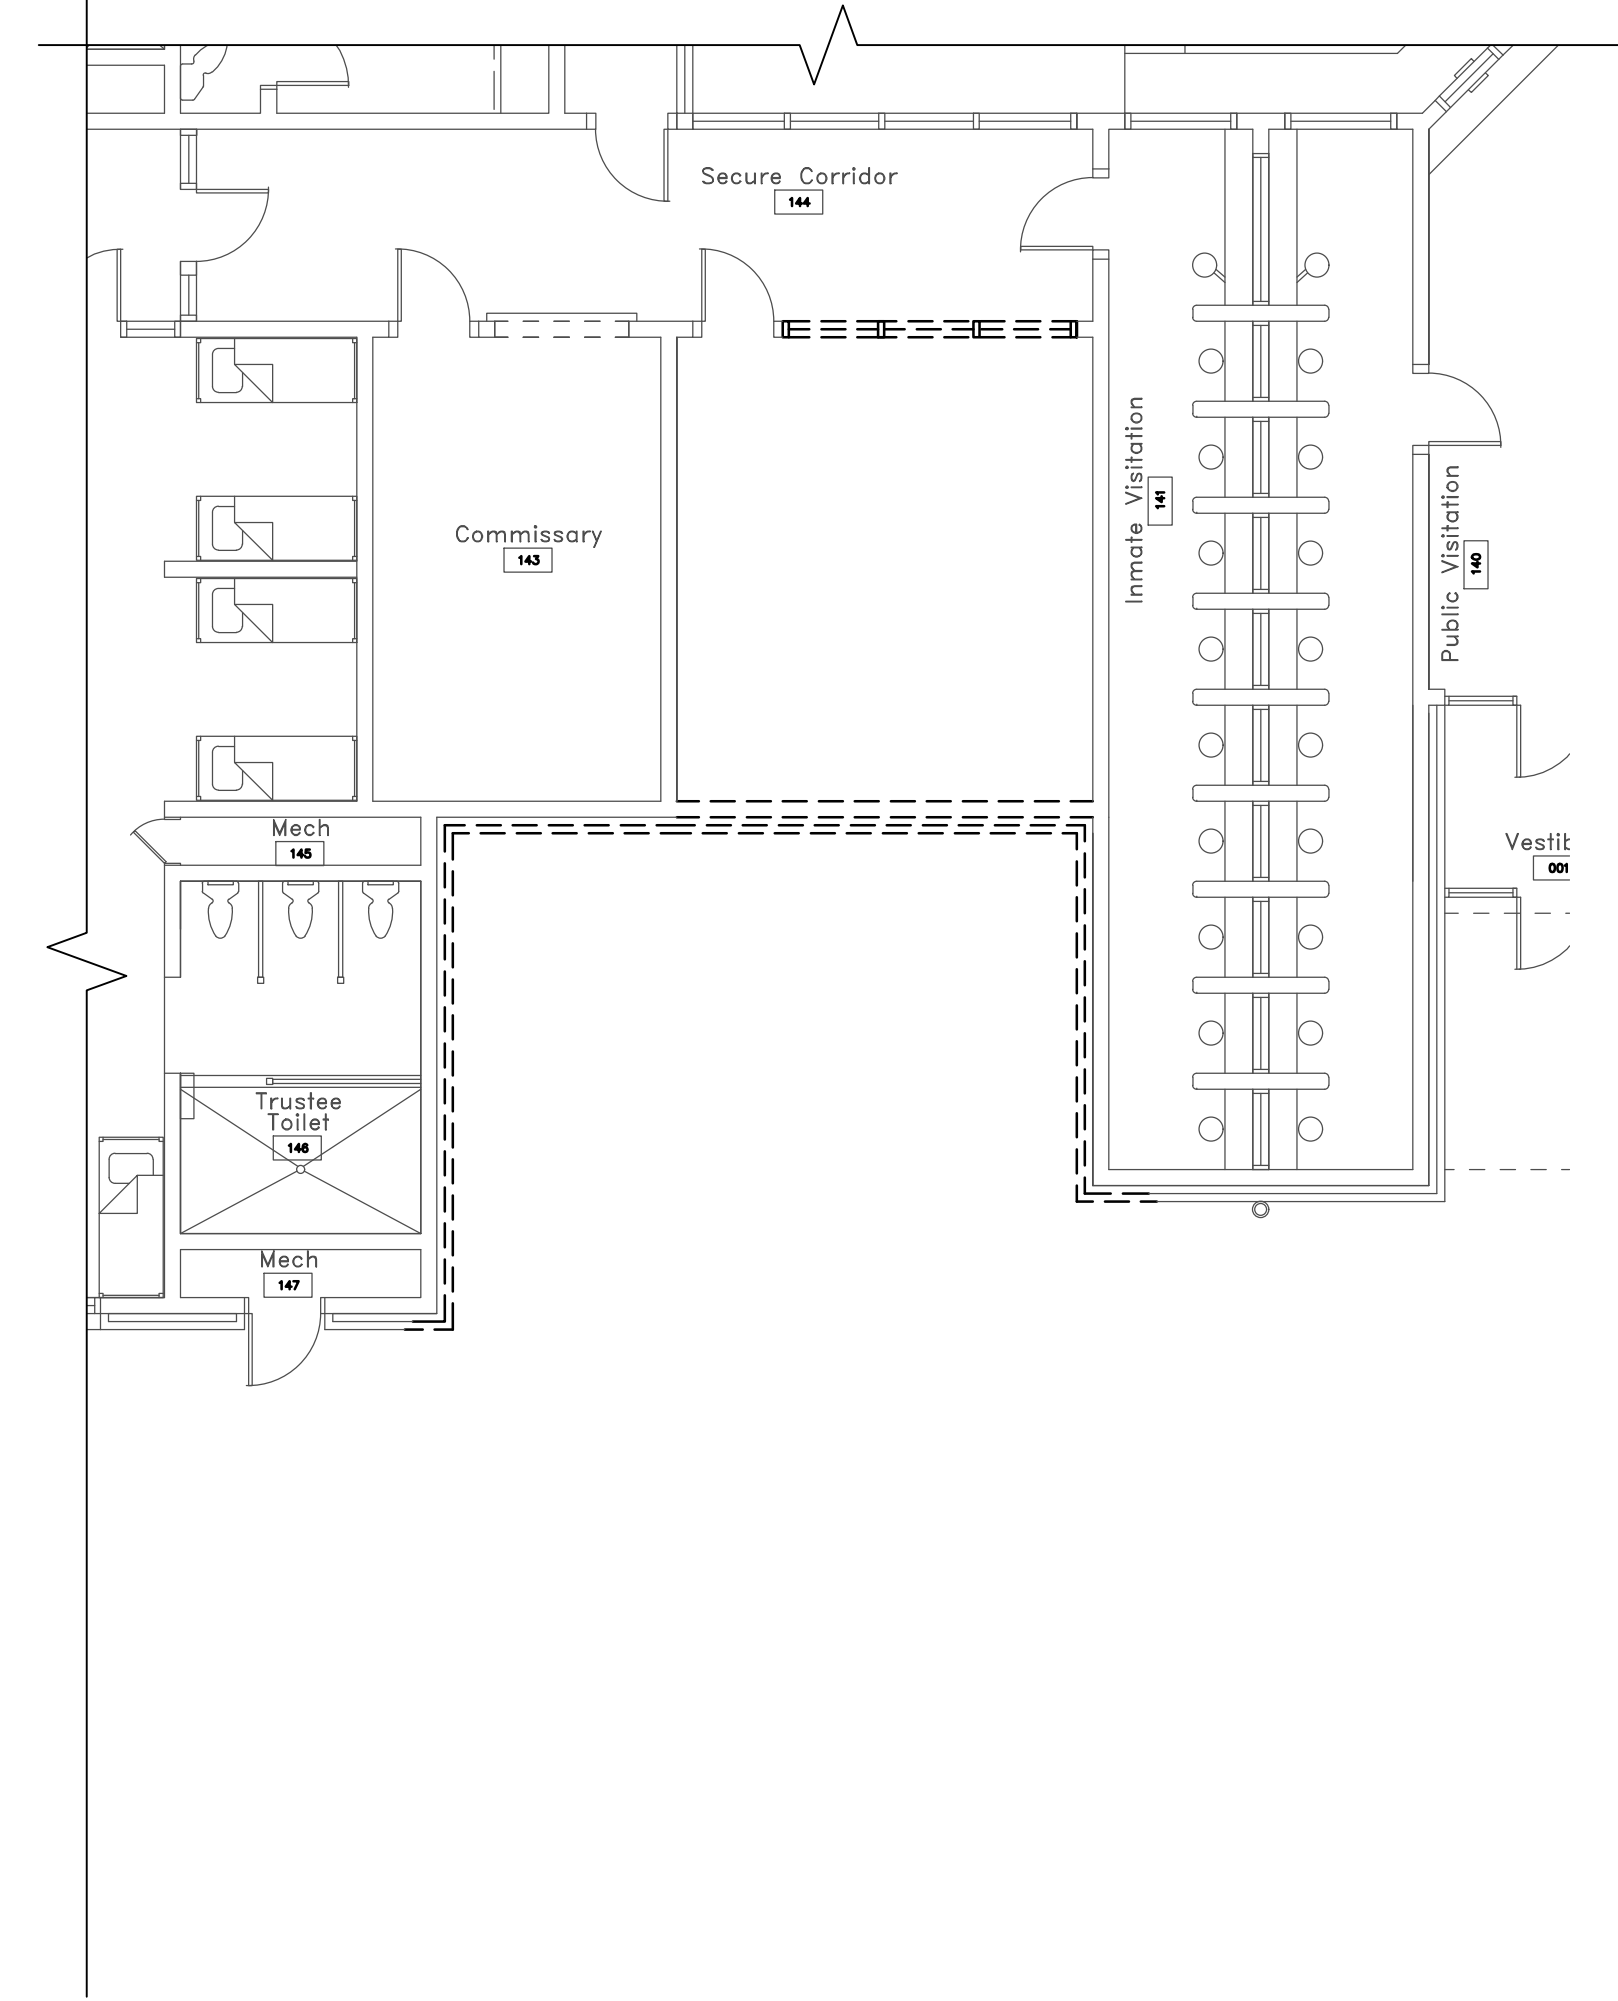 Secure Corridor
144
Inmate Visitation
141
Public Visitation
140
Commissary
143
Mech
145
Vestib
001
Trustee
Toilet
146
Mech
147